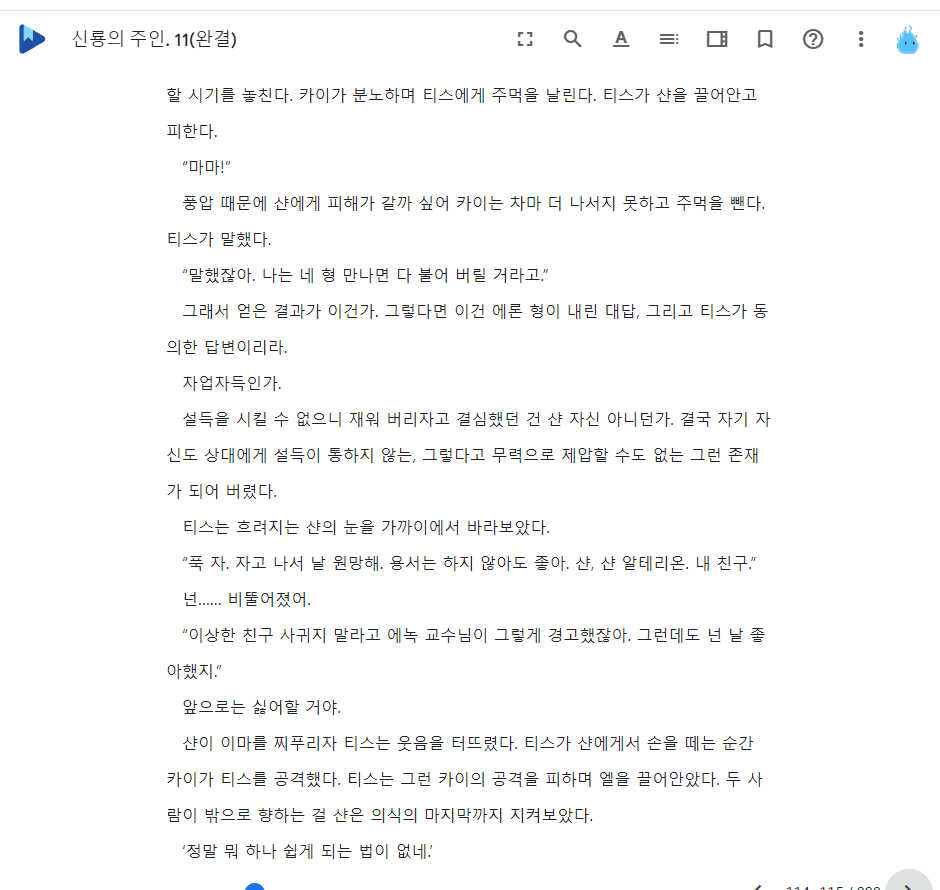 신룡의 주인. 11(완결)
할 시기를 놓친다. 카이가 분노하며 티스에게 주먹을 날린다. 티스가 샨을 끌어안고
피한다.
“마마!”
풍압 때문에 샨에게 피해가 갈까 싶어 카이는 차마 더 나서지 못하고 주먹을 뺀다.
티스가 말했다.
“말했잖아. 나는 네 형 만나면 다 불어 버릴 거라고.”
그래서 얻은 결과가 이건가. 그렇다면 이건 에론 형이 내린 대답, 그리고 티스가 동
의한 답변이리라.
자업자득인가.
설득을 시킬 수 없으니 재워 버리자고 결심했던 건 샨 자신 아니던가. 결국 자기 자
신도 상대에게 설득이 통하지 않는, 그렇다고 무력으로 제압할 수도 없는 그런 존재
가 되어 버렸다.
티스는 흐려지는 샨의 눈을 가까이에서 바라보았다.
“푹 자. 자고 나서 날 원망해. 용서는 하지 않아도 좋아. 샨, 샨 알테리온. 내 친구.”
넌…… 비뚤어졌어.
“이상한 친구 사귀지 말라고 에녹 교수님이 그렇게 경고했잖아. 그런데도 넌 날 좋
아했지.”
앞으로는 싫어할 거야.
샨이 이마를 찌푸리자 티스는 웃음을 터뜨렸다. 티스가 샨에게서 손을 떼는 순간
카이가 티스를 공격했다. 티스는 그런 카이의 공격을 피하며 엘을 끌어안았다. 두 사
람이 밖으로 향하는 걸 샨은 의식의 마지막까지 지켜보았다.
‘정말 뭐 하나 쉽게 되는 법이 없네.’